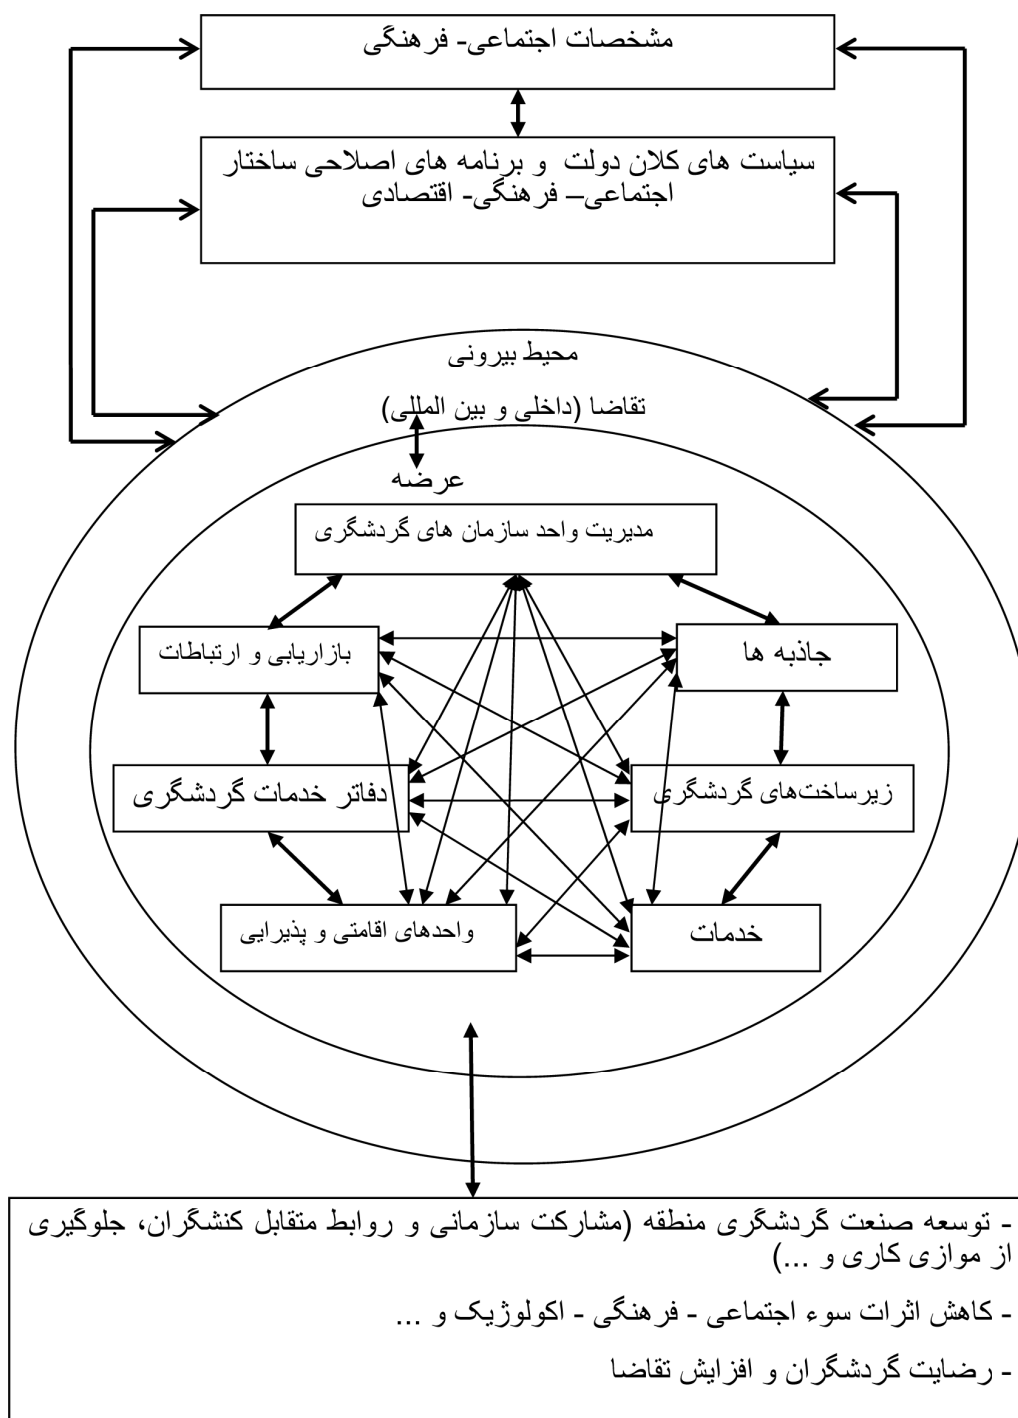 مشخصات اجتماعی- فرهنگی
سیاست های کلان دولت و برنامه های اصلاحی ساختار
اجتماعی– فرهنگی- اقتصادی
محیط بیرونی
تقاضا (داخلی و بین المللی)
عرضه
مدیریت واحد سازمان های گردشگری
جاذبه ها
بازاریابی و ارتباطات
زیرساخت‌های گردشگری
دفاتر خدمات گردشگری
خدمات
واحدهای اقامتی و پذیرایی
- توسعه صنعت گردشگری منطقه (مشارکت سازمانی و روابط متقابل کنشگران، جلوگیری
از موازی کاری و ...)
- کاهش اثرات سوء اجتماعی - فرهنگی - اکولوژیک و ...
- رضایت گردشگران و افزایش تقاضا